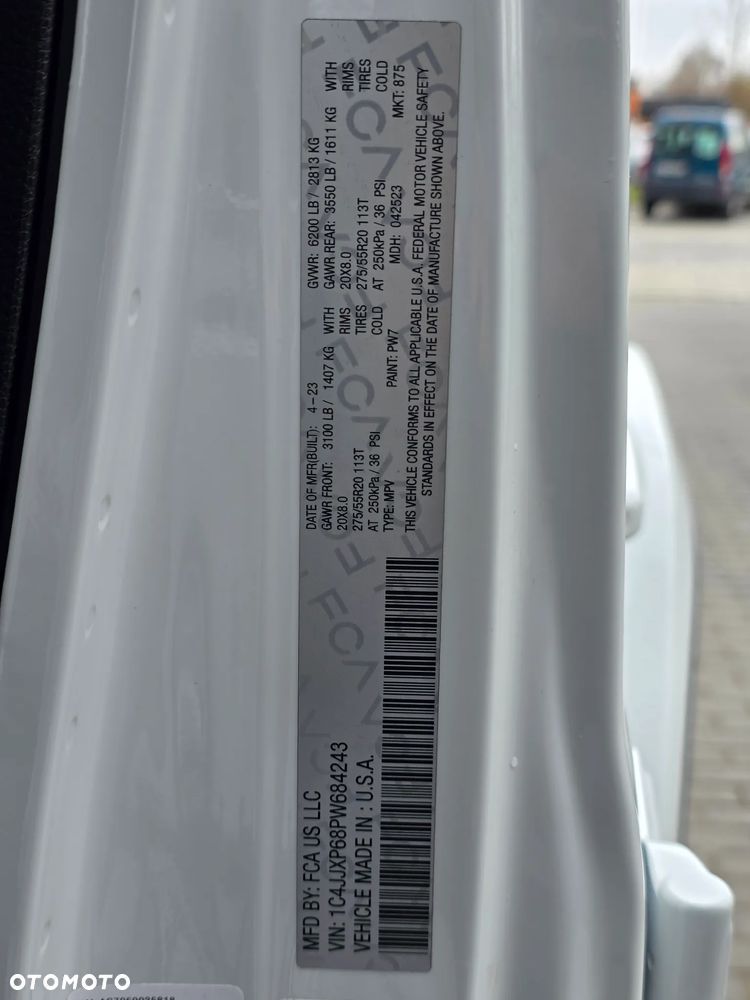 MFD BY: FCA US LLC
DATE OF MFR(BUILT): 4-23
GVWR: 6200 LB / 2813 KG
GAWR FRONT: 3100 LB / 1407 KG WITH
GAWR REAR: 3550 LB / 1611 KG WITH
20X8.0 RIMS
20X8.0 RIMS
275/55R20 113T TIRES
275/55R20 113T TIRES
AT 250kPa / 36 PSI COLD
AT 250kPa / 36 PSI COLD
VIN: 1C4JJXP68PW684243
TYPE: MPV
PAINT: PW7
MDH: 042523
MKT: 875
VEHICLE MADE IN : U.S.A.
THIS VEHICLE CONFORMS TO ALL APPLICABLE U.S.A. FEDERAL MOTOR VEHICLE SAFETY
STANDARDS IN EFFECT ON THE DATE OF MANUFACTURE SHOWN ABOVE.
FCA
OTOMOTO